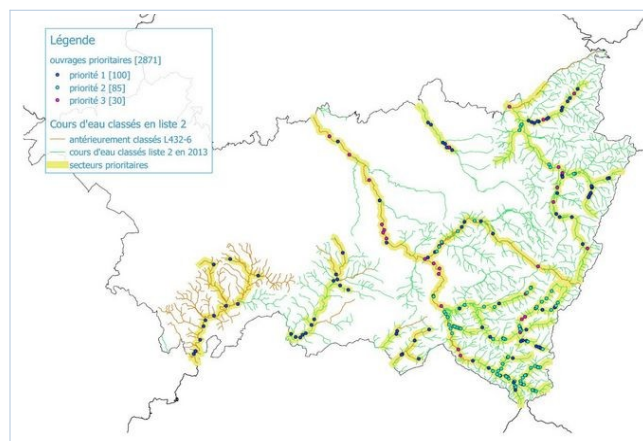 Légende
ouvrages prioritaires [2871]
priorité 1 [100]
priorité 2 [85]
priorité 3 [30]
Cours d'eau classés en liste 2
antérieurement classés L432-6
cours d'eau classés liste 2 en 2013
secteurs prioritaires